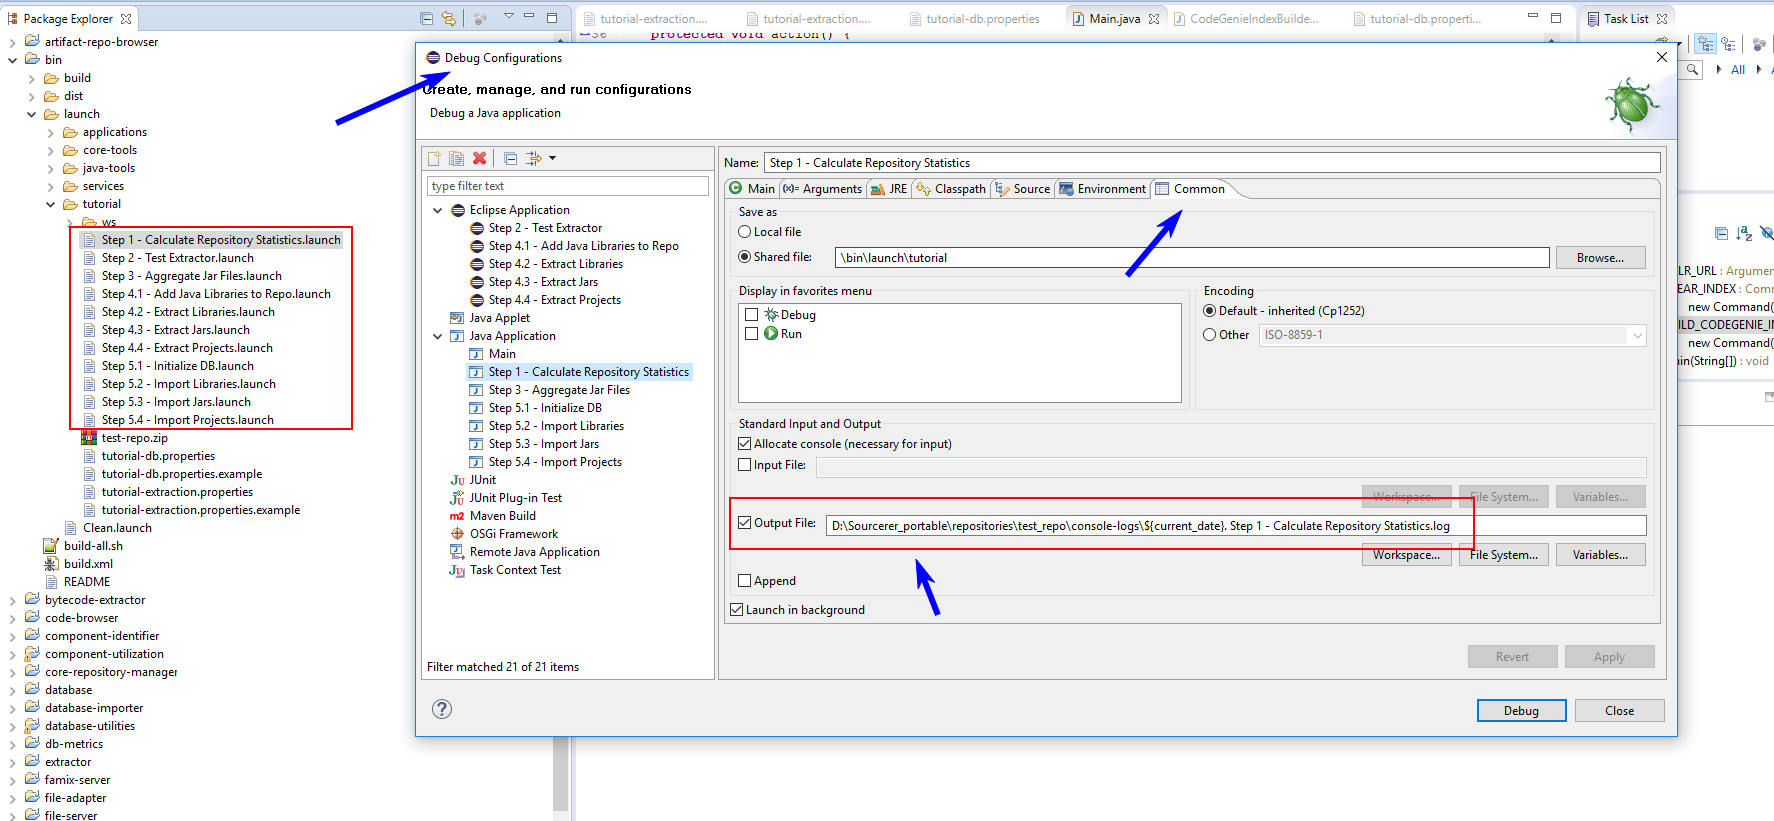 Package Explorer
artifact-repo-browser
bin
build
dist
launch
applications
core-tools
java-tools
services
tutorial
ws
Step 1 - Calculate Repository Statistics.launch
Step 2 - Test Extractor.launch
Step 3 - Aggregate Jar Files.launch
Step 4.1 - Add Java Libraries to Repo.launch
Step 4.2 - Extract Libraries.launch
Step 4.3 - Extract Jars.launch
Step 4.4 - Extract Projects.launch
Step 5.1 - Initialize DB.launch
Step 5.2 - Import Libraries.launch
Step 5.3 - Import Jars.launch
Step 5.4 - Import Projects.launch
test-repo.zip
tutorial-db.properties
tutorial-db.properties.example
tutorial-extraction.properties
tutorial-extraction.properties.example
Clean.launch
build-all.sh
build.xml
README
bytecode-extractor
code-browser
component-identifier
component-utilization
core-repository-manager
database
database-importer
database-utilities
db-metrics
extractor
famix-server
file-adapter
file-server
tutorial-extraction....
tutorial-extraction....
tutorial-db.properties
Main.java
CodeGenieIndexBuilde...
tutorial-db.properti...
36 protected void action() {
Debug Configurations
Create, manage, and run configurations
Debug a Java application
type filter text
Eclipse Application
Step 2 - Test Extractor
Step 4.1 - Add Java Libraries to Repo
Step 4.2 - Extract Libraries
Step 4.3 - Extract Jars
Step 4.4 - Extract Projects
Java Applet
Java Application
Main
Step 1 - Calculate Repository Statistics
Step 3 - Aggregate Jar Files
Step 5.1 - Initialize DB
Step 5.2 - Import Libraries
Step 5.3 - Import Jars
Step 5.4 - Import Projects
JUnit
JUnit Plug-in Test
m2 Maven Build
OSGi Framework
Remote Java Application
Task Context Test
Filter matched 21 of 21 items
Name: Step 1 - Calculate Repository Statistics
Main (x)= Arguments JRE Classpath Source Environment Common
Save as
Local file
Shared file: \bin\launch\tutorial Browse...
Display in favorites menu
Debug
Run
Encoding
Default - inherited (Cp1252)
Other ISO-8859-1
Standard Input and Output
Allocate console (necessary for input)
Input File:
Workspace... File System... Variables...
Output File: D:\Sourcerer_portable\repositories\test_repo\console-logs\${current_date}. Step 1 - Calculate Repository Statistics.log
Workspace... File System... Variables...
Append
Launch in background
Revert Apply
Debug Close
Task List
All
LR_URL : Argumen
EAR_INDEX : Comm
new Command(
ILD_CODEGENIE_IN
new Command(
in(String[]) : void